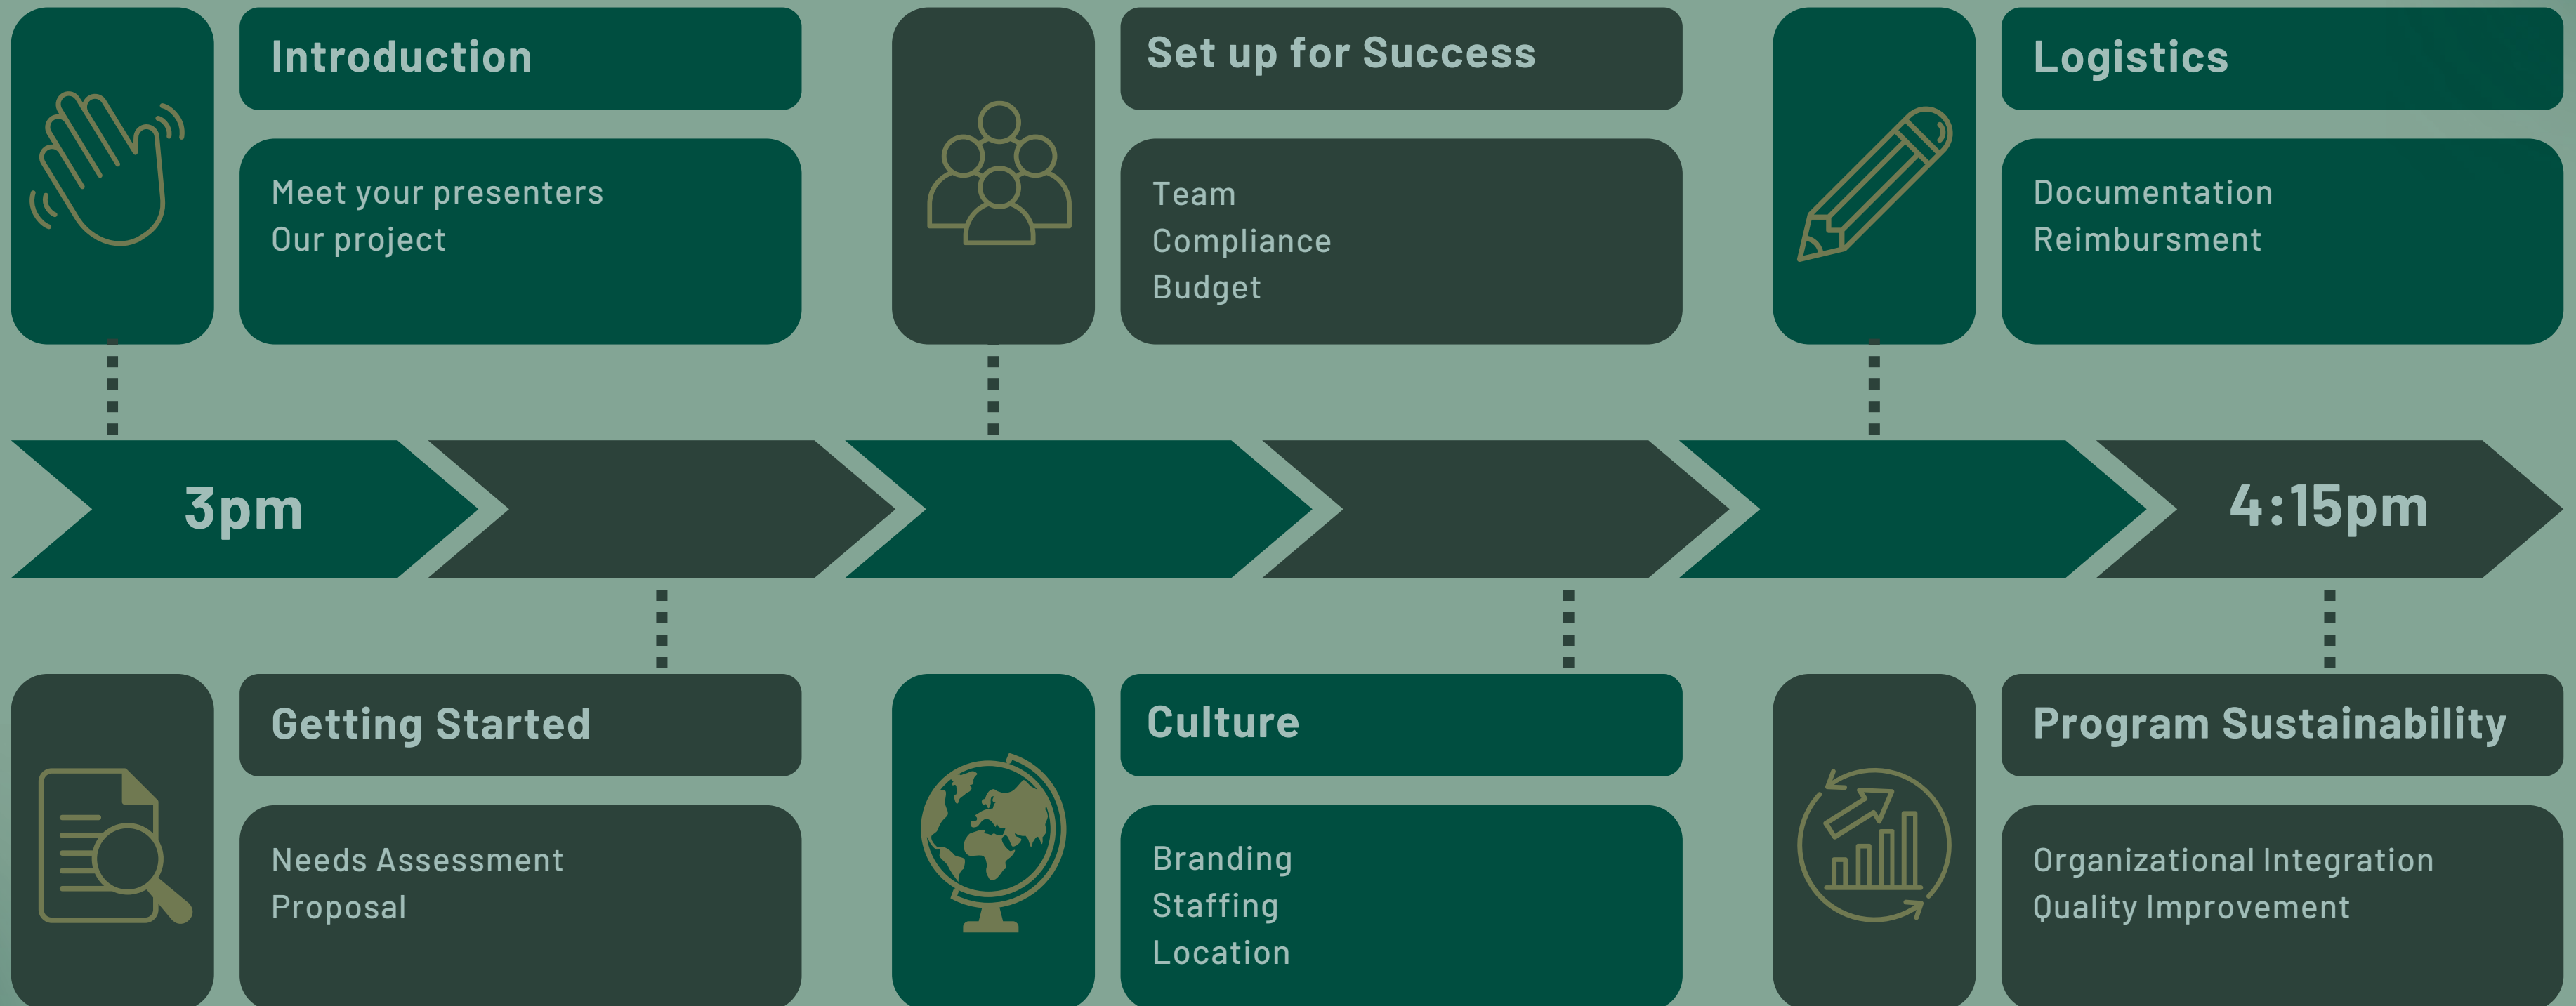 Introduction
Meet your presenters
Our project
Set up for Success
Team
Compliance
Budget
Logistics
Documentation
Reimbursment
3pm
4:15pm
Getting Started
Needs Assessment
Proposal
Culture
Branding
Staffing
Location
Program Sustainability
Organizational Integration
Quality Improvement